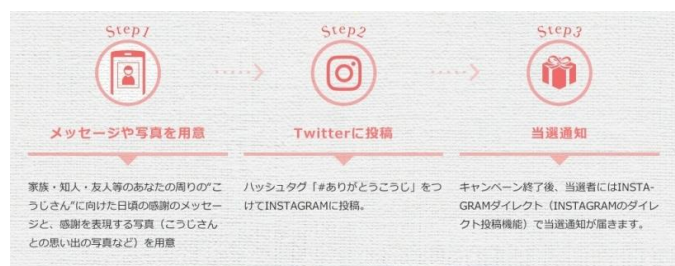 Step1
メッセージや写真を用意
家族・知人・友人等のあなたの周りの"こ
うじさん"に向けた日頃の感謝のメッセー
ジと、感謝を表現する写真（こうじさん
との思い出の写真など）を用意
Step2
Twitterに投稿
ハッシュタグ「#ありがとうこうじ」をつ
けてINSTAGRAMに投稿。
Step3
当選通知
キャンペーン終了後、当選者にはINSTA-
GRAMダイレクト（INSTAGRAMのダイレ
クト投稿機能）で当選通知が届きます。